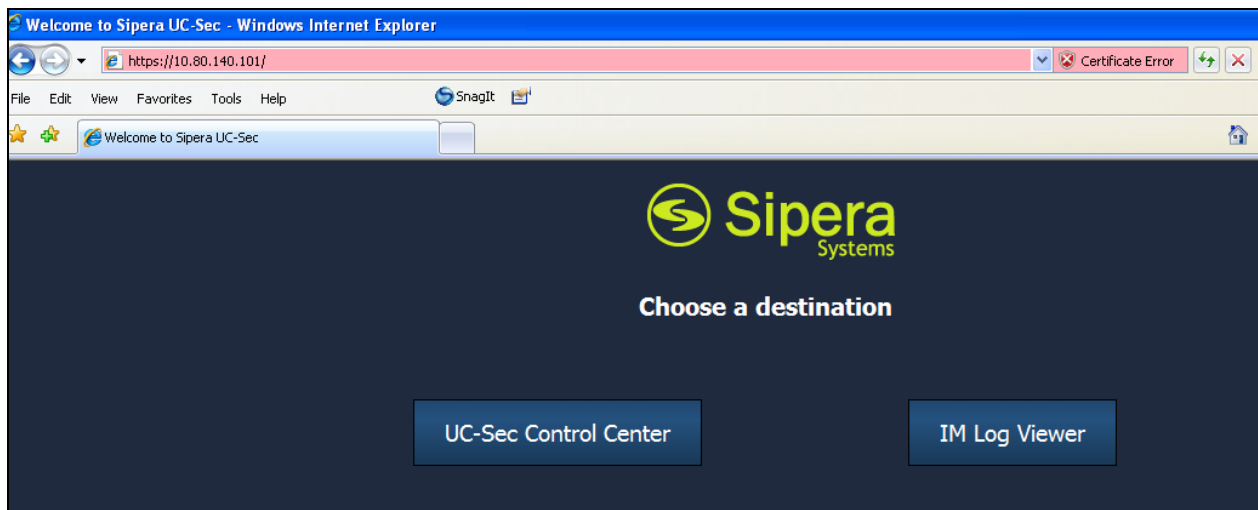 Welcome to Sipera UC-Sec - Windows Internet Explorer
https://10.80.140.101/ Certificate Error
File Edit View Favorites Tools Help SnagIt
Welcome to Sipera UC-Sec
Sipera
Systems
Choose a destination
UC-Sec Control Center IM Log Viewer